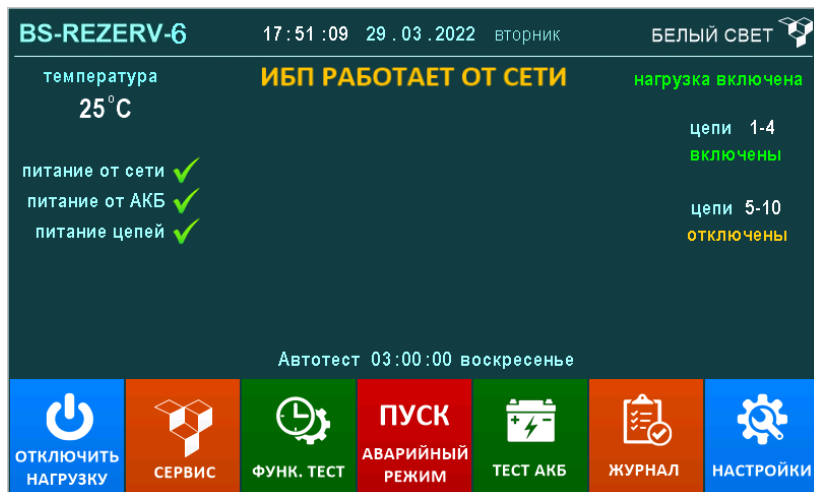 BS-REZERV-6 17:51:09 29.03.2022 вторник БЕЛЫЙ СВЕТ
температура ИБП РАБОТАЕТ ОТ СЕТИ нагрузка включена
25°C
цепи 1-4
включены
питание от сети
питание от АКБ
цепи 5-10
питание цепей
отключены
Автотест 03:00:00 воскресенье
ОТКЛЮЧИТЬ
НАГРУЗКУ
СЕРВИС
ФУНК. ТЕСТ
ПУСК
АВАРИЙНЫЙ
РЕЖИМ
ТЕСТ АКБ
ЖУРНАЛ
НАСТРОЙКИ